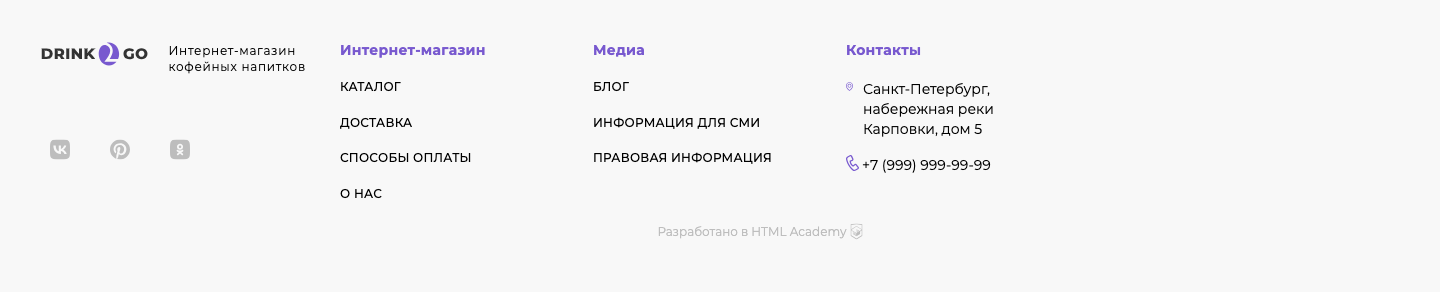 DRINK2GO
Интернет-магазин
кофейных напитков
Интернет-магазин
КАТАЛОГ
ДОСТАВКА
СПОСОБЫ ОПЛАТЫ
О НАС
Медиа
БЛОГ
ИНФОРМАЦИЯ ДЛЯ СМИ
ПРАВОВАЯ ИНФОРМАЦИЯ
Контакты
Санкт-Петербург,
набережная реки
Карповки, дом 5
+7 (999) 999-99-99
Разработано в HTML Academy